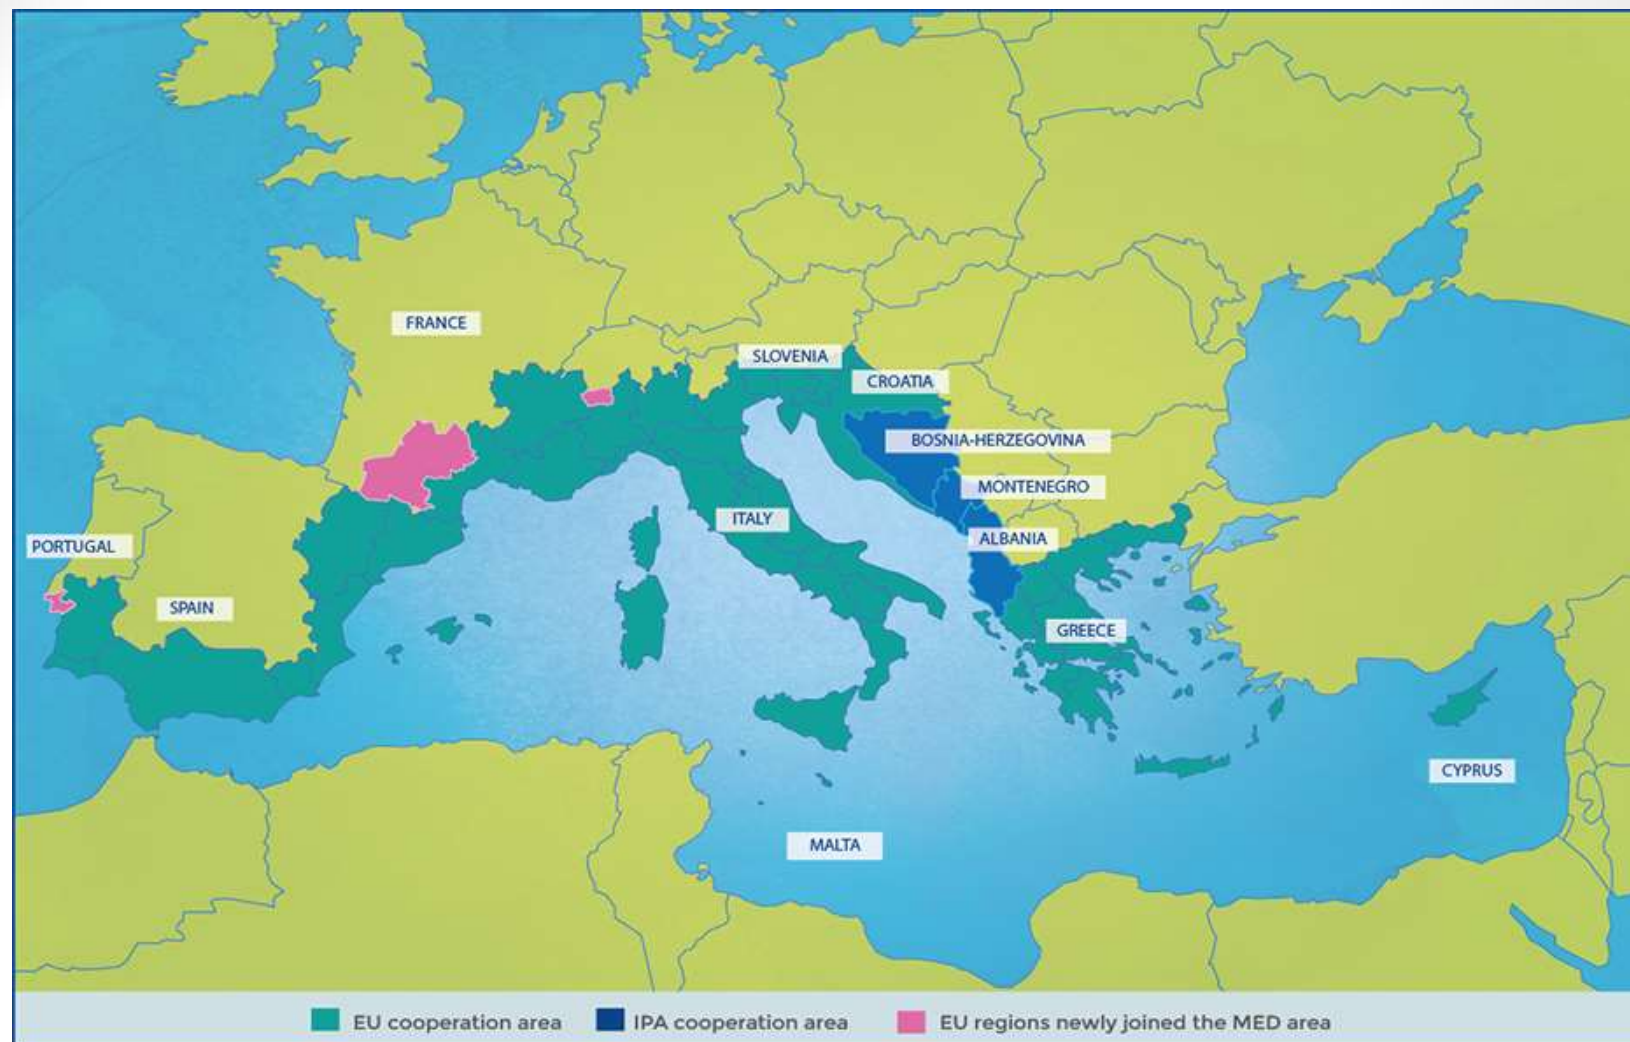 FRANCE
SLOVENIA
CROATIA
BOSNIA-HERZEGOVINA
MONTENEGRO
ITALY
ALBANIA
PORTUGAL
SPAIN
GREECE
CYPRUS
MALTA
EU cooperation area
IPA cooperation area
EU regions newly joined the MED area